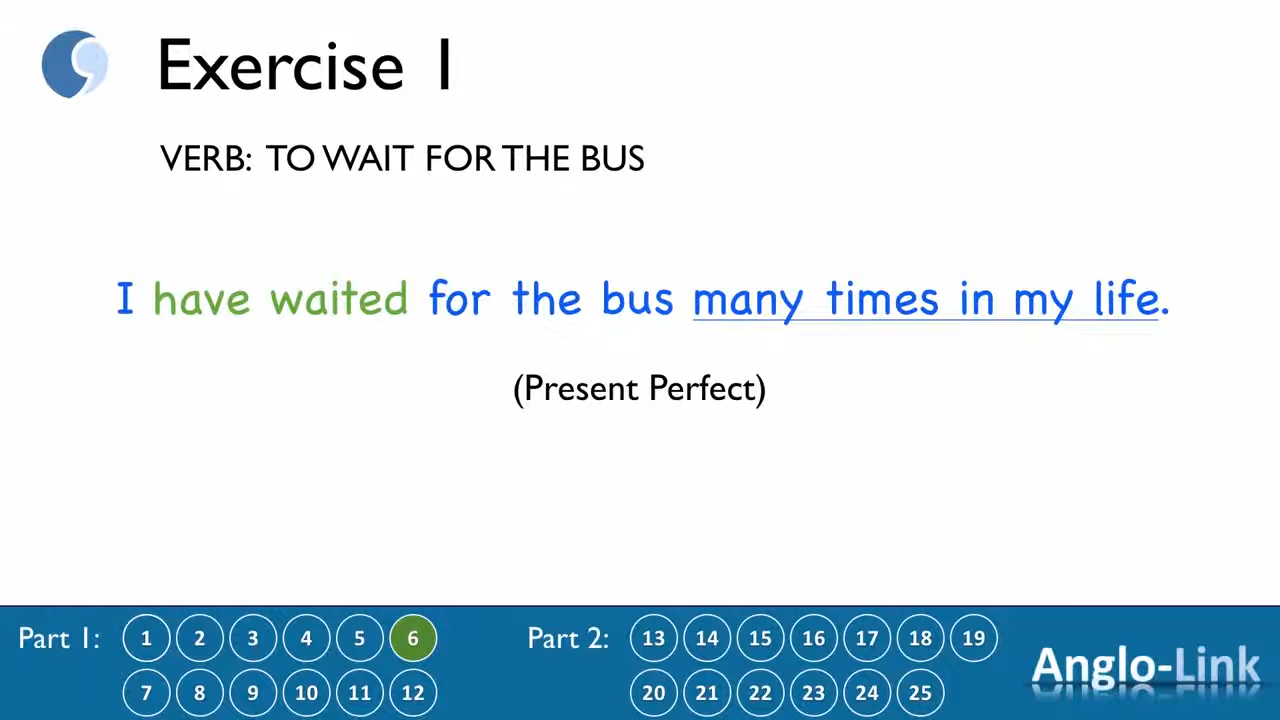 Exercise 1
VERB: TO WAIT FOR THE BUS
I have waited for the bus many times in my life.
(Present Perfect)
Part 1: 1 2 3 4 5 6
7 8 9 10 11 12
Part 2: 13 14 15 16 17 18 19
20 21 22 23 24 25
Anglo-Link